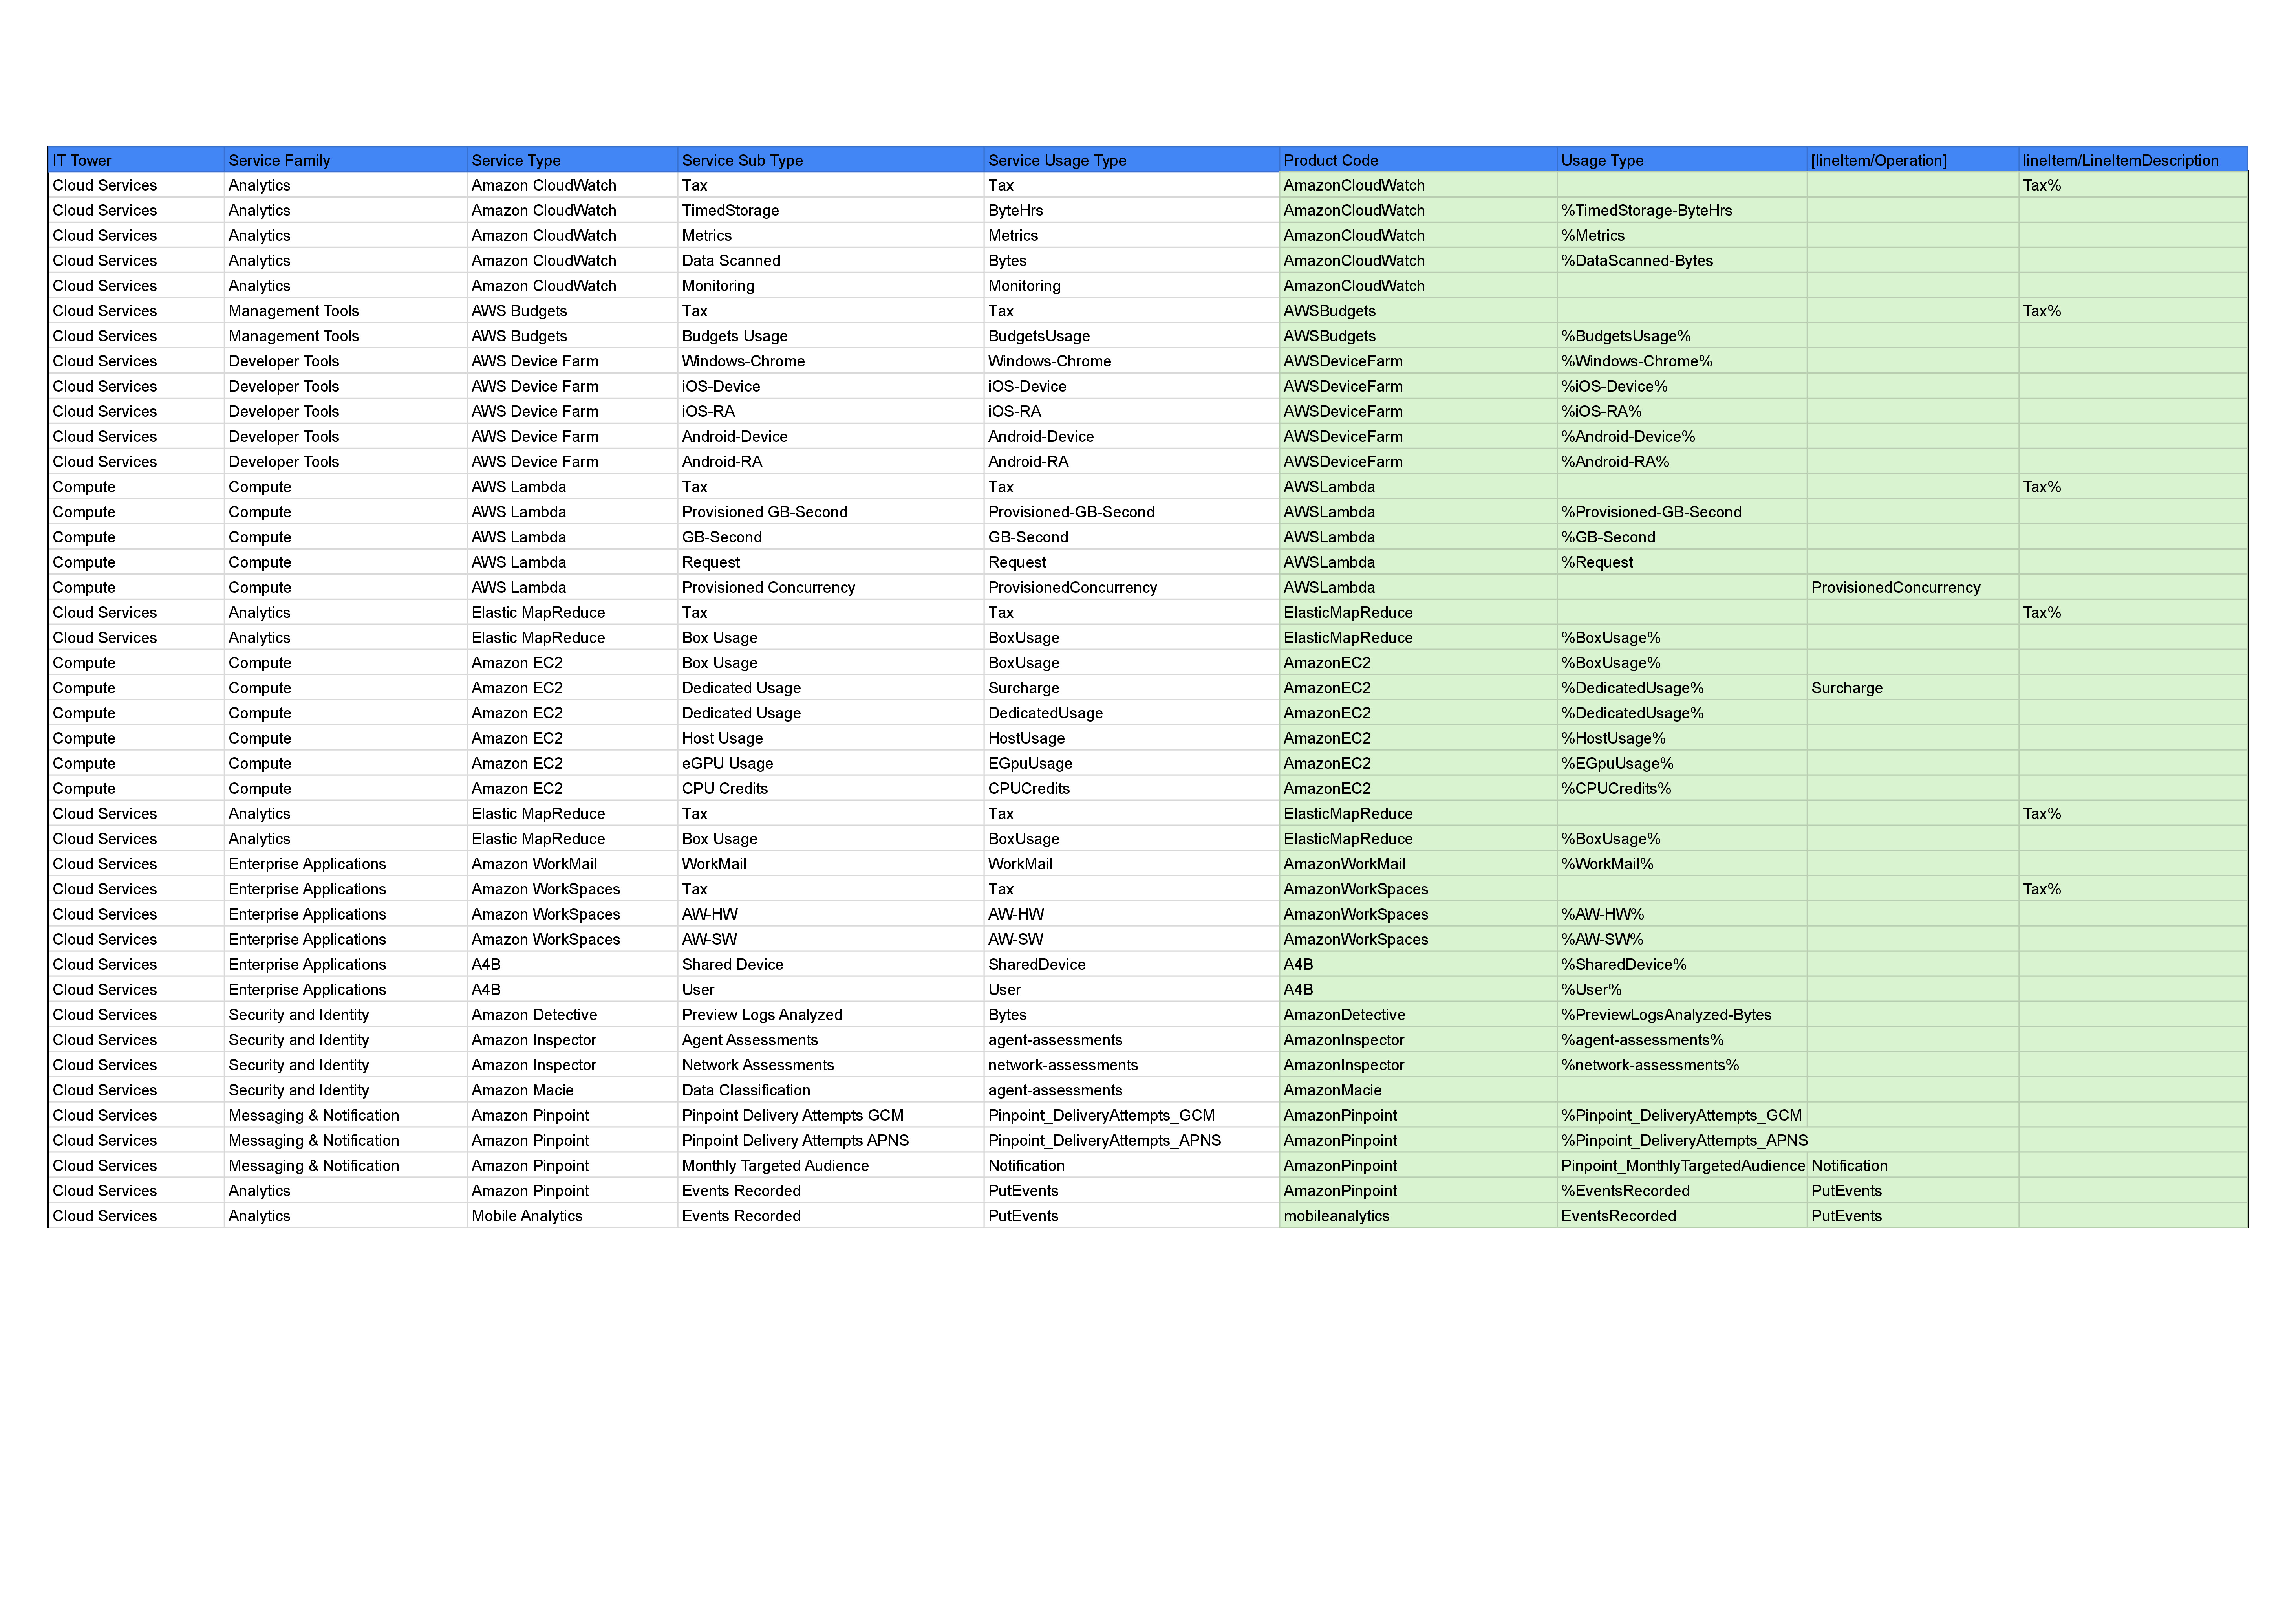 IT Tower Service Family Service Type Service Sub Type Service Usage Type Product Code Usage Type [lineItem/Operation] lineItem/LineItemDescription
Cloud Services Analytics Amazon CloudWatch Tax Tax AmazonCloudWatch Tax%
Cloud Services Analytics Amazon CloudWatch TimedStorage ByteHrs AmazonCloudWatch %TimedStorage-ByteHrs
Cloud Services Analytics Amazon CloudWatch Metrics Metrics AmazonCloudWatch %Metrics
Cloud Services Analytics Amazon CloudWatch Data Scanned Bytes AmazonCloudWatch %DataScanned-Bytes
Cloud Services Analytics Amazon CloudWatch Monitoring Monitoring AmazonCloudWatch
Cloud Services Management Tools AWS Budgets Tax Tax AWSBudgets Tax%
Cloud Services Management Tools AWS Budgets Budgets Usage BudgetsUsage AWSBudgets %BudgetsUsage%
Cloud Services Developer Tools AWS Device Farm Windows-Chrome Windows-Chrome AWSDeviceFarm %Windows-Chrome%
Cloud Services Developer Tools AWS Device Farm iOS-Device iOS-Device AWSDeviceFarm %iOS-Device%
Cloud Services Developer Tools AWS Device Farm iOS-RA iOS-RA AWSDeviceFarm %iOS-RA%
Cloud Services Developer Tools AWS Device Farm Android-Device Android-Device AWSDeviceFarm %Android-Device%
Cloud Services Developer Tools AWS Device Farm Android-RA Android-RA AWSDeviceFarm %Android-RA%
Compute Compute AWS Lambda Tax Tax AWSLambda Tax%
Compute Compute AWS Lambda Provisioned GB-Second Provisioned-GB-Second AWSLambda %Provisioned-GB-Second
Compute Compute AWS Lambda GB-Second GB-Second AWSLambda %GB-Second
Compute Compute AWS Lambda Request Request AWSLambda %Request
Compute Compute AWS Lambda Provisioned Concurrency ProvisionedConcurrency AWSLambda ProvisionedConcurrency
Cloud Services Analytics Elastic MapReduce Tax Tax ElasticMapReduce Tax%
Cloud Services Analytics Elastic MapReduce Box Usage BoxUsage ElasticMapReduce %BoxUsage%
Compute Compute Amazon EC2 Box Usage BoxUsage AmazonEC2 %BoxUsage%
Compute Compute Amazon EC2 Dedicated Usage Surcharge AmazonEC2 %DedicatedUsage% Surcharge
Compute Compute Amazon EC2 Dedicated Usage DedicatedUsage AmazonEC2 %DedicatedUsage%
Compute Compute Amazon EC2 Host Usage HostUsage AmazonEC2 %HostUsage%
Compute Compute Amazon EC2 eGPU Usage EGpuUsage AmazonEC2 %EGpuUsage%
Compute Compute Amazon EC2 CPU Credits CPUCredits AmazonEC2 %CPUCredits%
Cloud Services Analytics Elastic MapReduce Tax Tax ElasticMapReduce Tax%
Cloud Services Analytics Elastic MapReduce Box Usage BoxUsage ElasticMapReduce %BoxUsage%
Cloud Services Enterprise Applications Amazon WorkMail WorkMail WorkMail AmazonWorkMail %WorkMail%
Cloud Services Enterprise Applications Amazon WorkSpaces Tax Tax AmazonWorkSpaces Tax%
Cloud Services Enterprise Applications Amazon WorkSpaces AW-HW AW-HW AmazonWorkSpaces %AW-HW%
Cloud Services Enterprise Applications Amazon WorkSpaces AW-SW AW-SW AmazonWorkSpaces %AW-SW%
Cloud Services Enterprise Applications A4B Shared Device SharedDevice A4B %SharedDevice%
Cloud Services Enterprise Applications A4B User User A4B %User%
Cloud Services Security and Identity Amazon Detective Preview Logs Analyzed Bytes AmazonDetective %PreviewLogsAnalyzed-Bytes
Cloud Services Security and Identity Amazon Inspector Agent Assessments agent-assessments AmazonInspector %agent-assessments%
Cloud Services Security and Identity Amazon Inspector Network Assessments network-assessments AmazonInspector %network-assessments%
Cloud Services Security and Identity Amazon Macie Data Classification agent-assessments AmazonMacie
Cloud Services Messaging & Notification Amazon Pinpoint Pinpoint Delivery Attempts GCM Pinpoint_DeliveryAttempts_GCM AmazonPinpoint %Pinpoint_DeliveryAttempts_GCM
Cloud Services Messaging & Notification Amazon Pinpoint Pinpoint Delivery Attempts APNS Pinpoint_DeliveryAttempts_APNS AmazonPinpoint %Pinpoint_DeliveryAttempts_APNS
Cloud Services Messaging & Notification Amazon Pinpoint Monthly Targeted Audience Notification AmazonPinpoint Pinpoint_MonthlyTargetedAudience Notification
Cloud Services Analytics Amazon Pinpoint Events Recorded PutEvents AmazonPinpoint %EventsRecorded PutEvents
Cloud Services Analytics Mobile Analytics Events Recorded PutEvents mobileanalytics EventsRecorded PutEvents